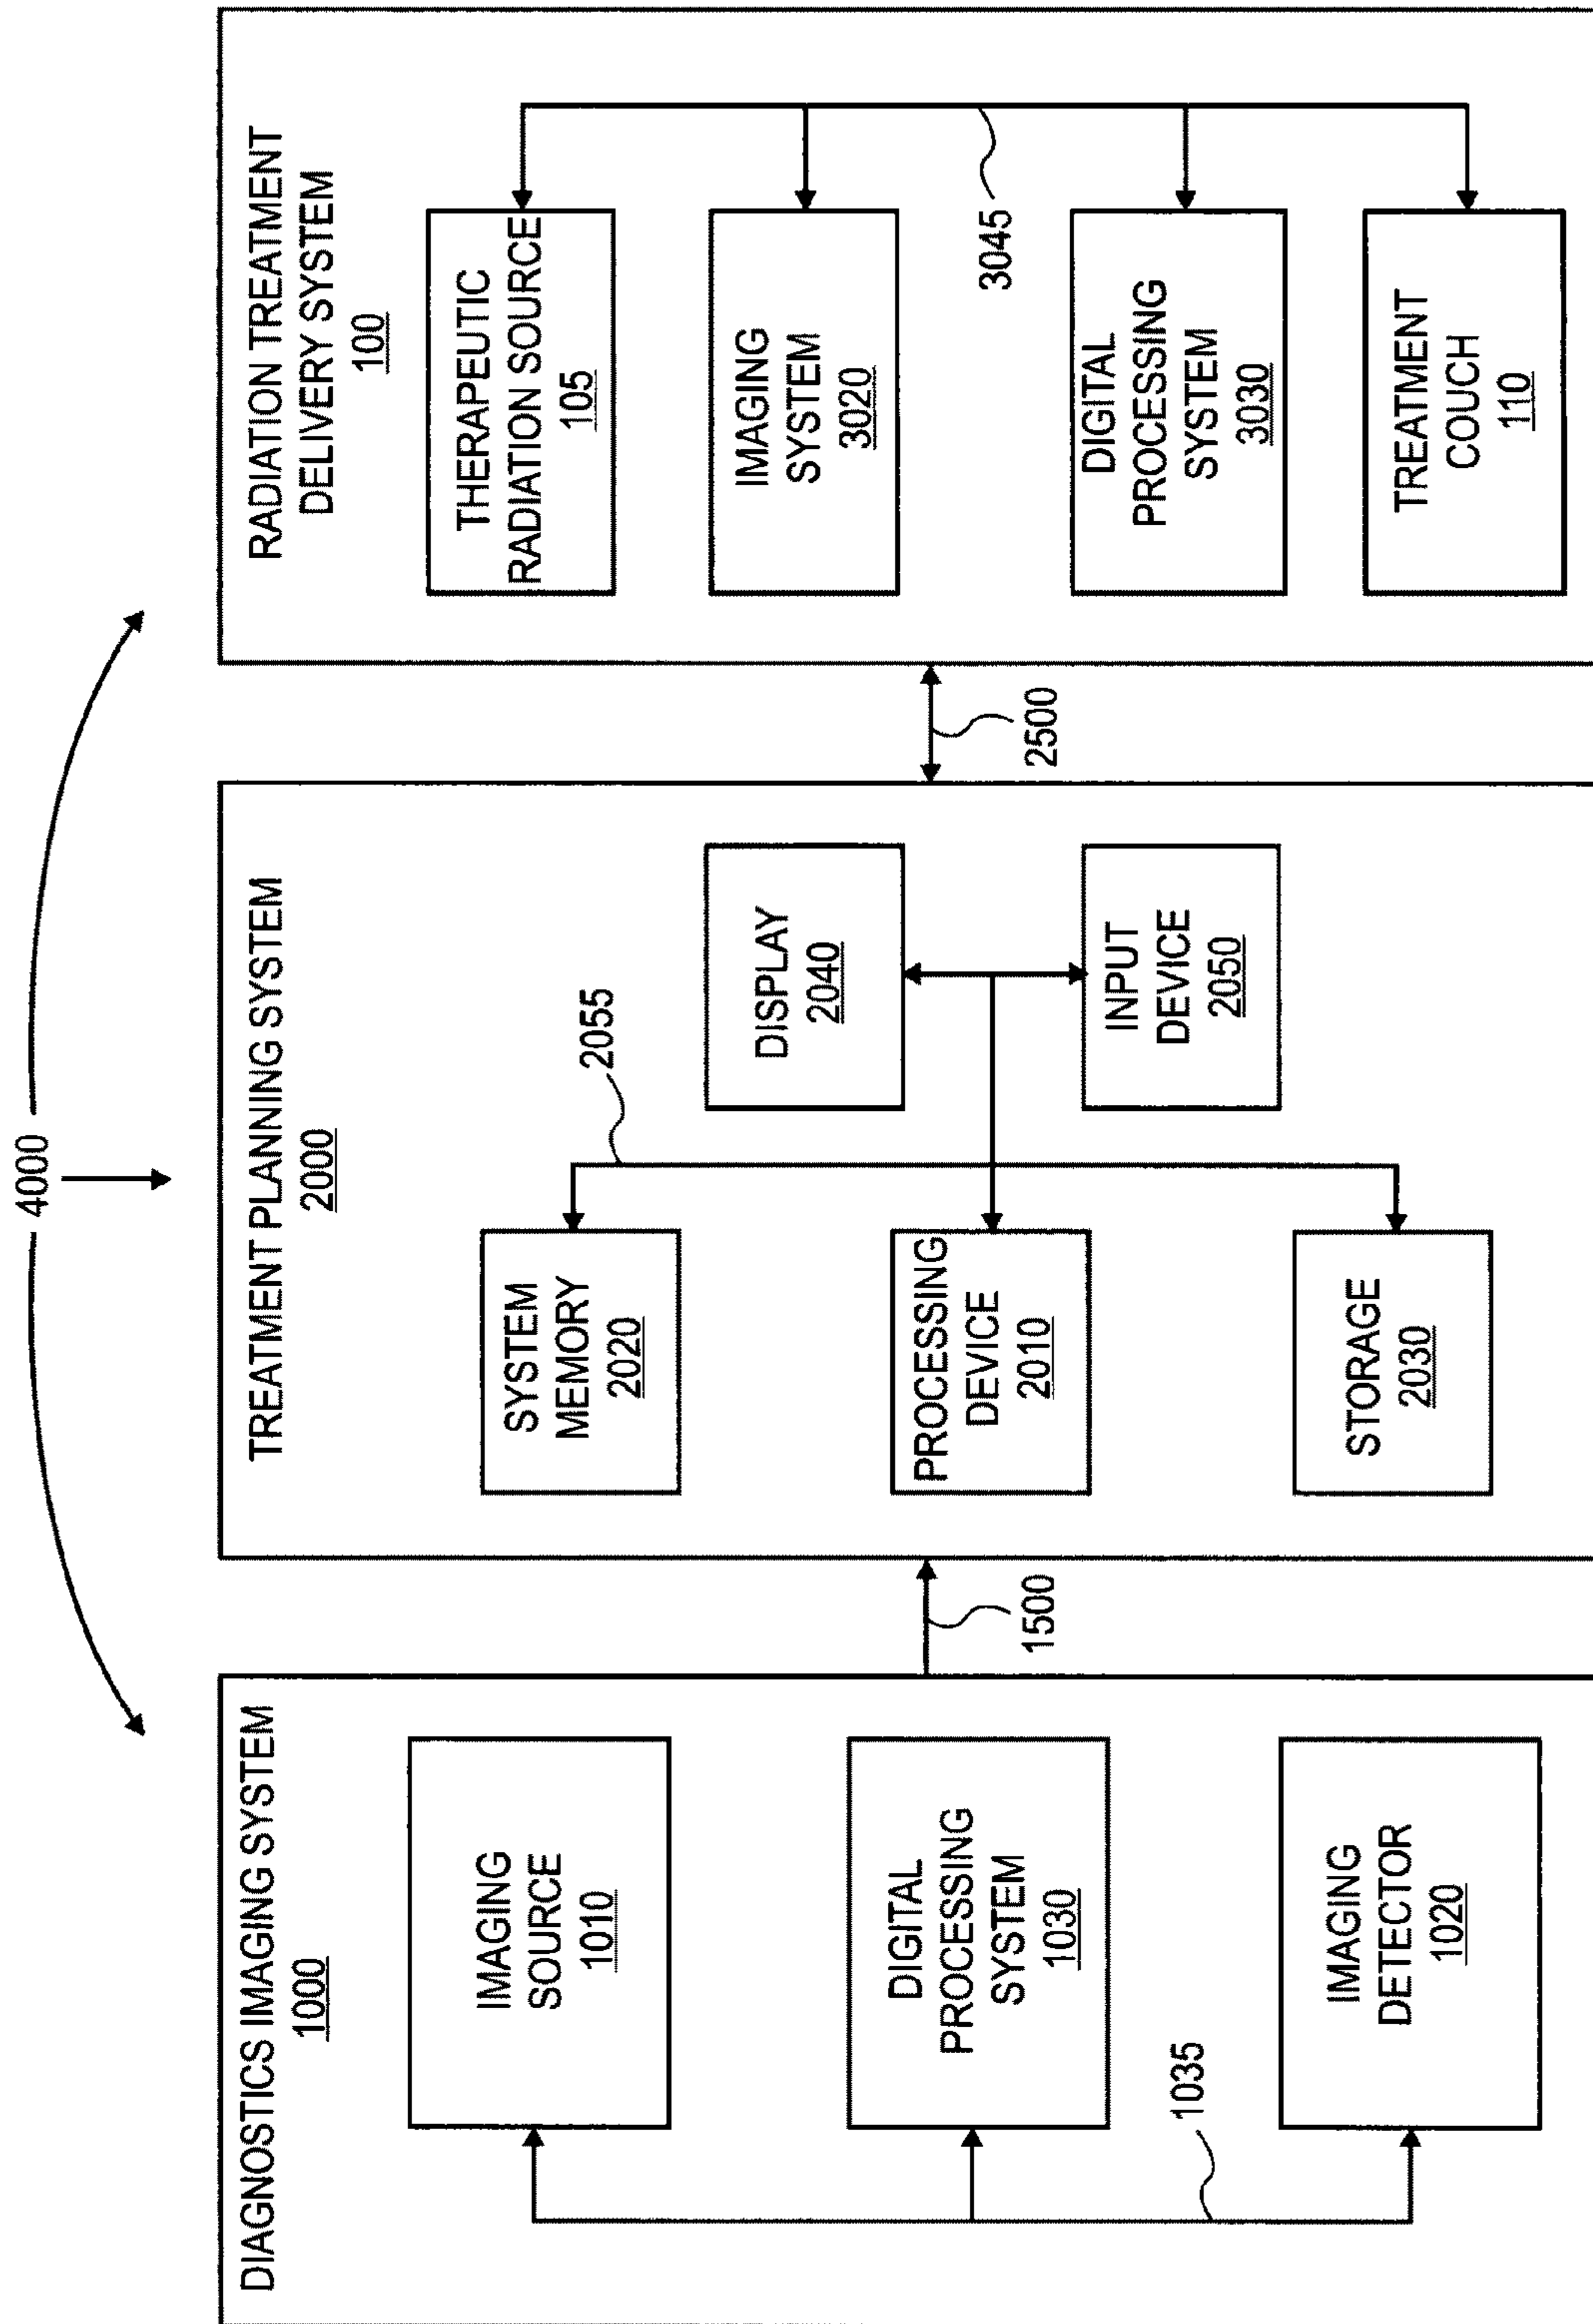 4000
DIAGNOSTICS IMAGING SYSTEM
1000
IMAGING
SOURCE
1010
DIGITAL
PROCESSING
SYSTEM
1030
IMAGING
DETECTOR
1020
1035
1500
TREATMENT PLANNING SYSTEM
2000
2055
SYSTEM
MEMORY
2020
PROCESSING
DEVICE
2010
STORAGE
2030
DISPLAY
2040
INPUT
DEVICE
2050
2500
RADIATION TREATMENT
DELIVERY SYSTEM
100
THERAPEUTIC
RADIATION SOURCE
105
IMAGING
SYSTEM
3020
DIGITAL
PROCESSING
SYSTEM
3030
TREATMENT
COUCH
110
3045